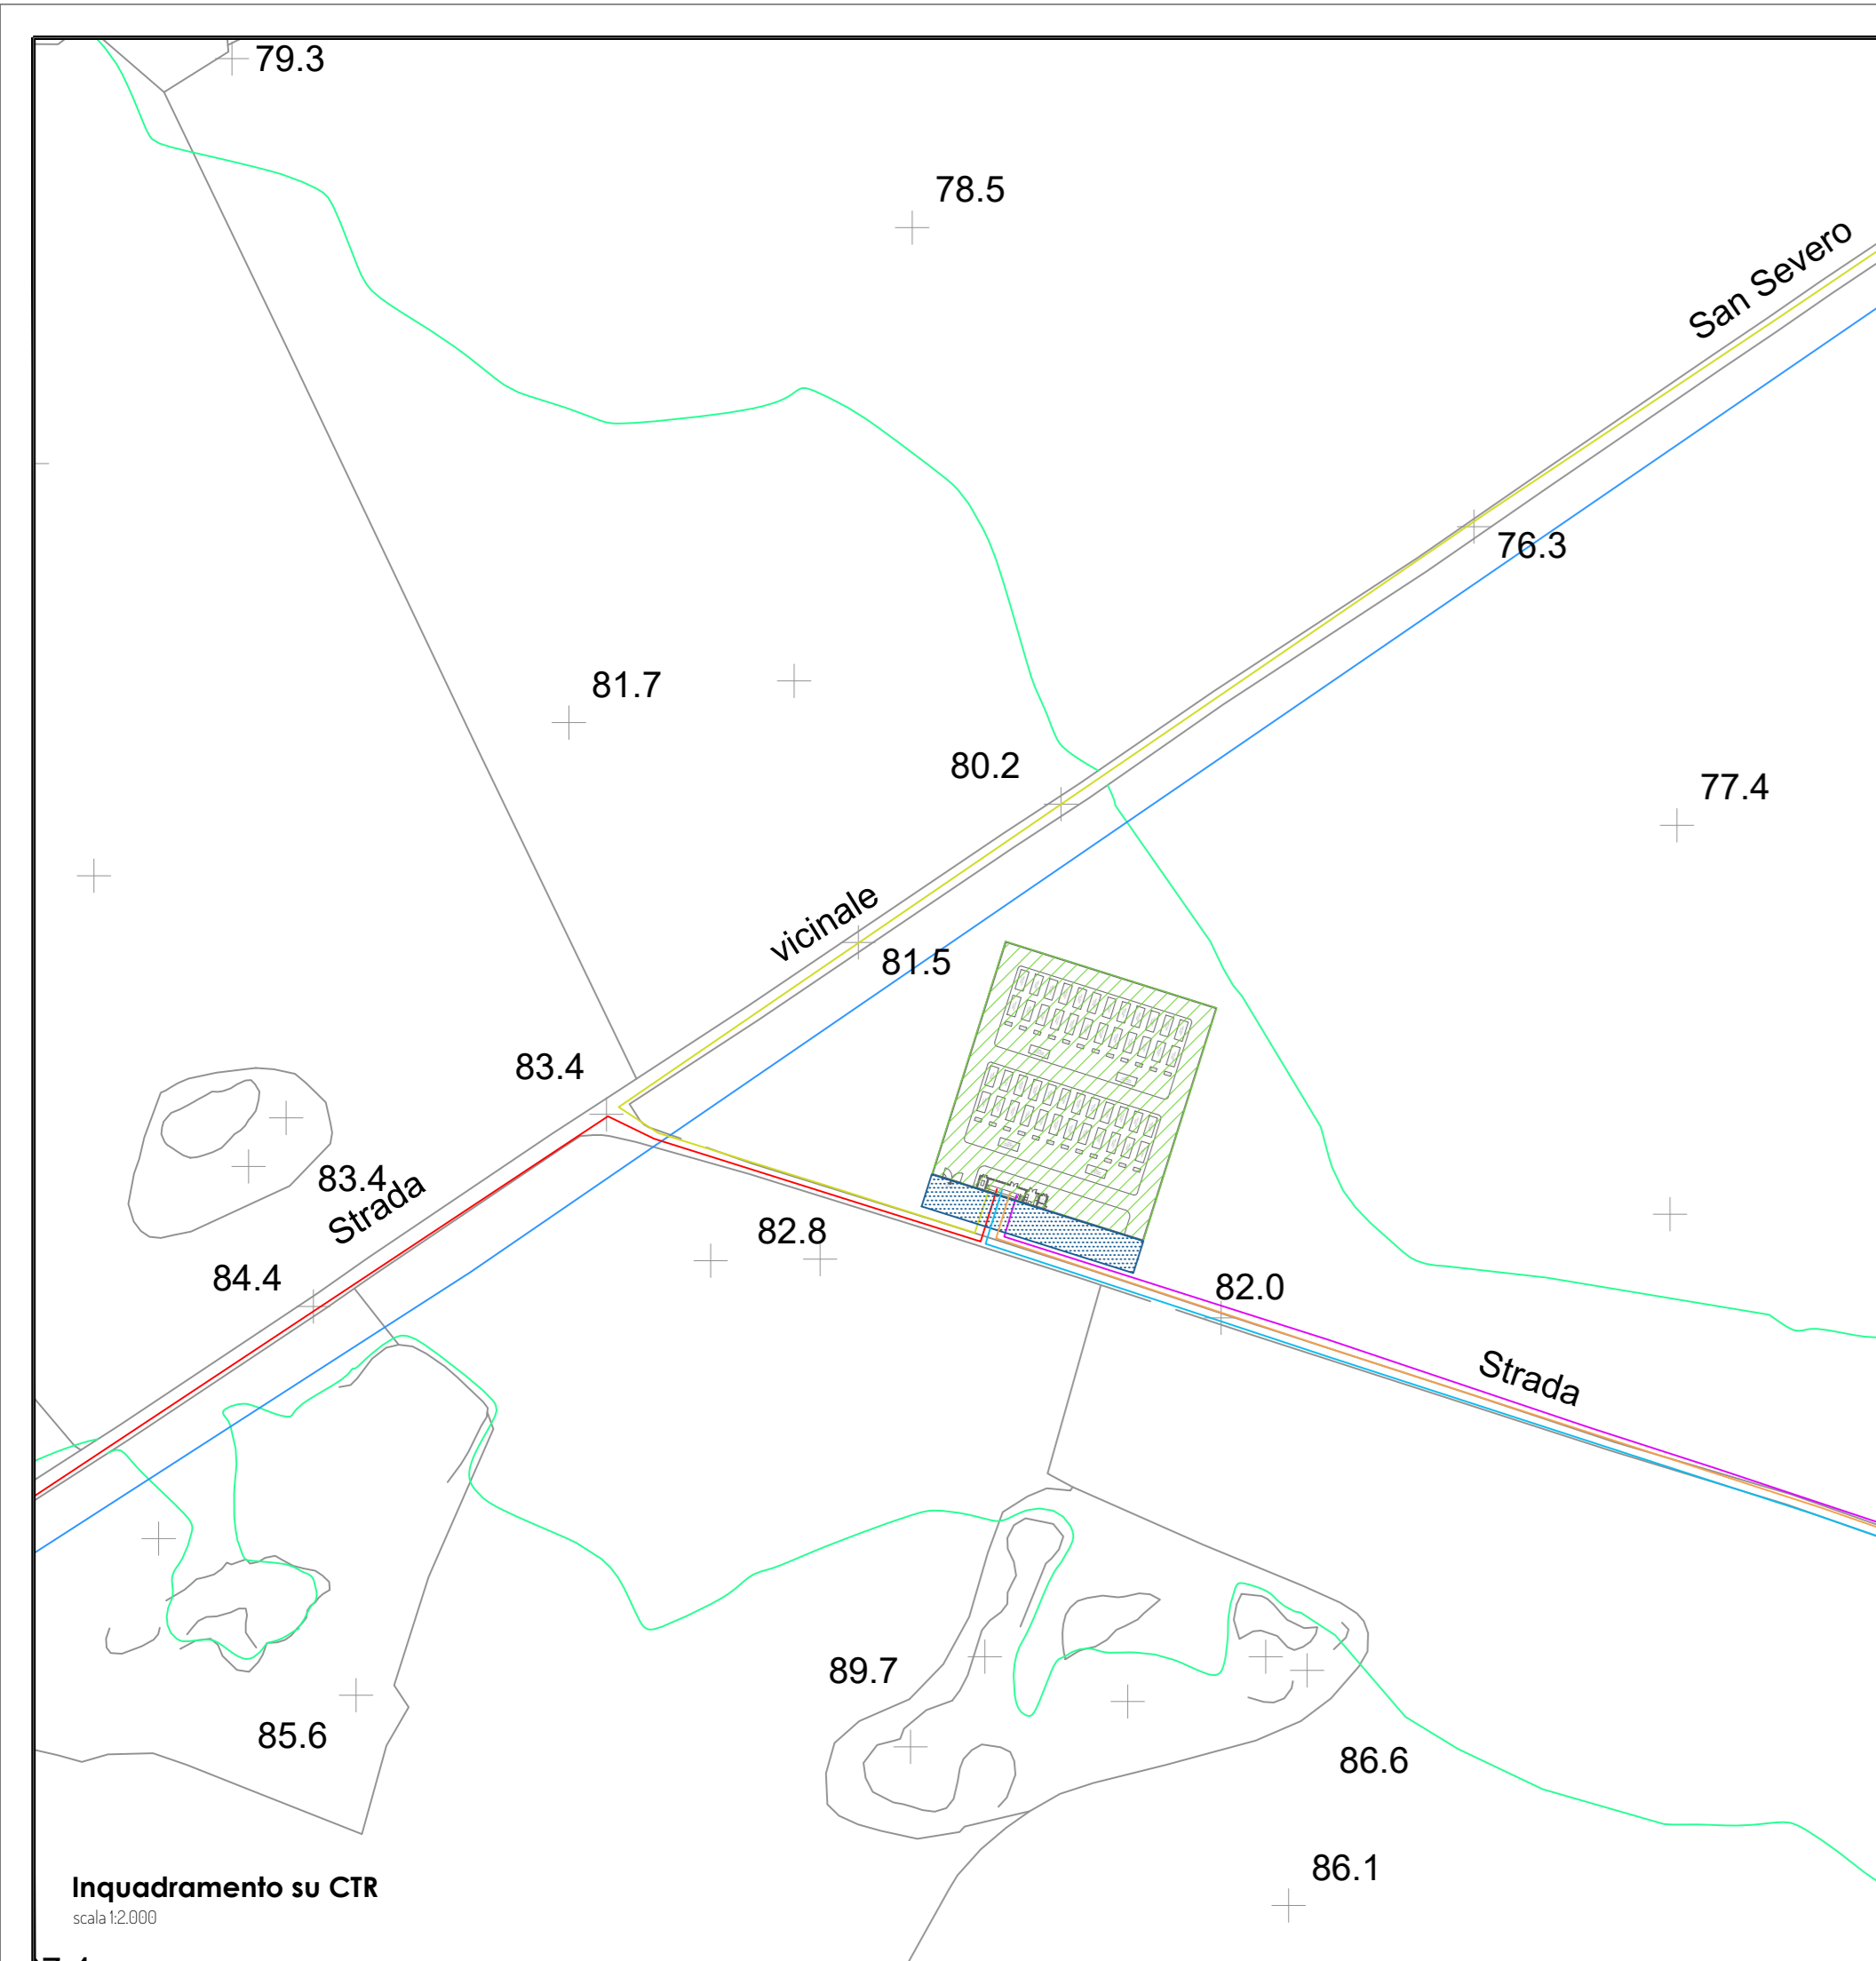 79.3
78.5
San Severo
76.3
81.7
80.2
77.4
vicinale
81.5
83.4
83.4
Strada
82.8
84.4
82.0
Strada
89.7
85.6
86.6
86.1
Inquadramento su CTR
scala 1:2.000